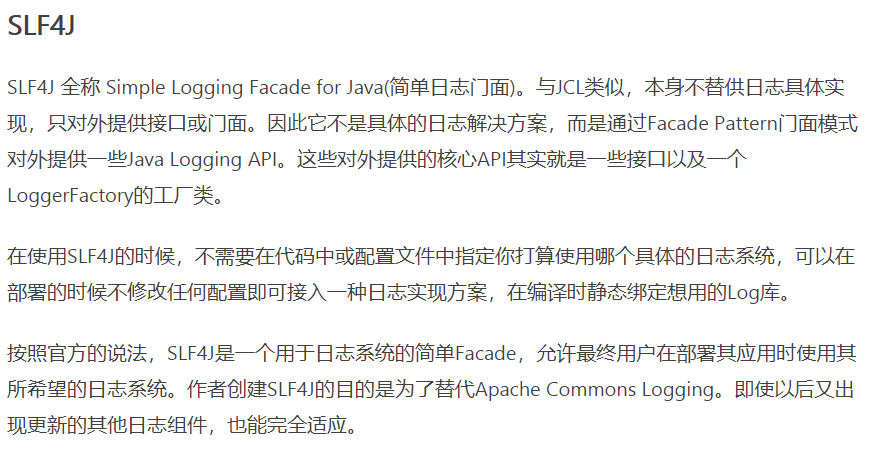 SLF4J
SLF4J 全称 Simple Logging Facade for Java(简单日志门面)。与JCL类似，本身不替供日志具体实
现，只对外提供接口或门面。因此它不是具体的日志解决方案，而是通过Facade Pattern门面模式
对外提供一些Java Logging API。这些对外提供的核心API其实就是一些接口以及一个
LoggerFactory的工厂类。
在使用SLF4J的时候，不需要在代码中或配置文件中指定你打算使用哪个具体的日志系统，可以在
部署的时候不修改任何配置即可接入一种日志实现方案，在编译时静态绑定想用的Log库。
按照官方的说法，SLF4J是一个用于日志系统的简单Facade，允许最终用户在部署其应用时使用其
所希望的日志系统。作者创建SLF4J的目的是为了替代Apache Commons Logging。即使以后又出
现更新的其他日志组件，也能完全适应。